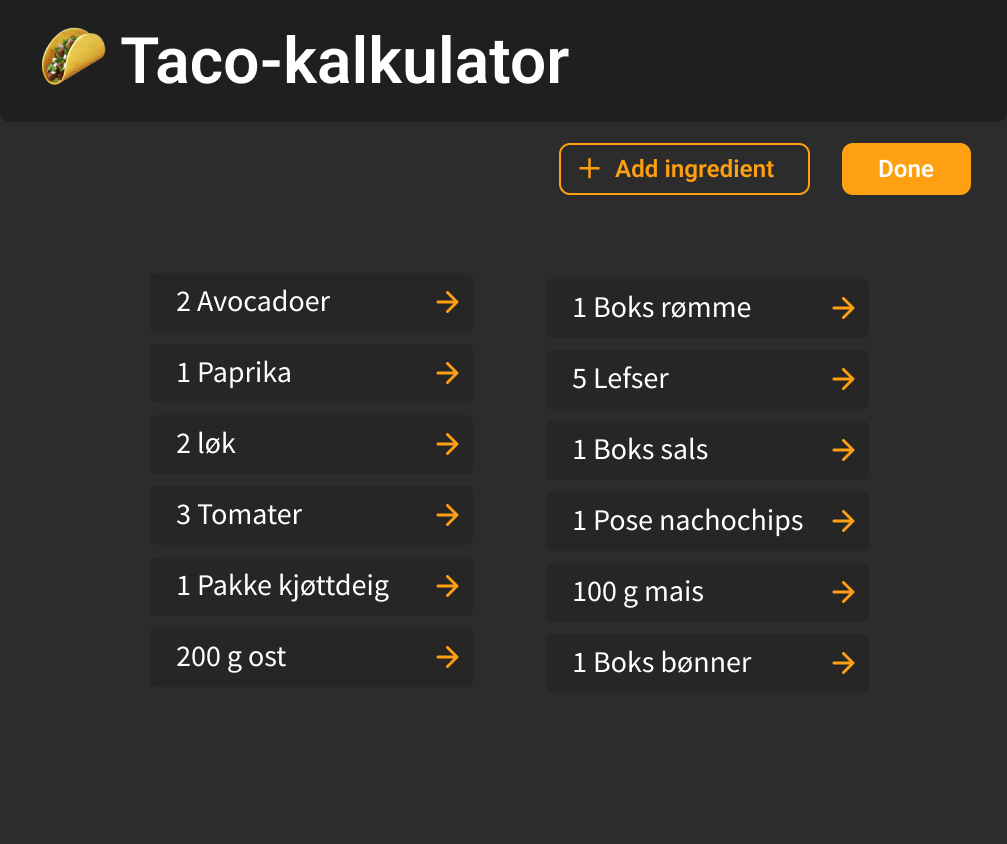 Taco-kalkulator
Add ingredient
Done
2 Avocadoer
1 Paprika
2 løk
3 Tomater
1 Pakke kjøttdeig
200 g ost
1 Boks rømme
5 Lefser
1 Boks sals
1 Pose nachochips
100 g mais
1 Boks bønner